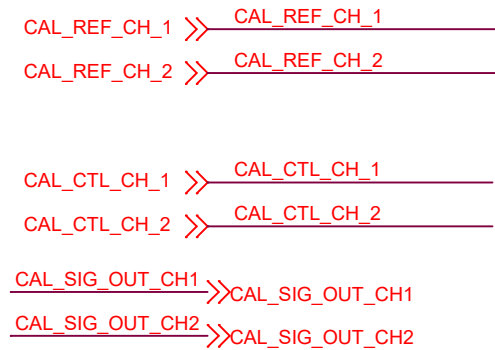 CAL_REF_CH_1 CAL_REF_CH_1
CAL_REF_CH_2 CAL_REF_CH_2
CAL_CTL_CH_1 CAL_CTL_CH_1
CAL_CTL_CH_2 CAL_CTL_CH_2
CAL_SIG_OUT_CH1 CAL_SIG_OUT_CH1
CAL_SIG_OUT_CH2 CAL_SIG_OUT_CH2